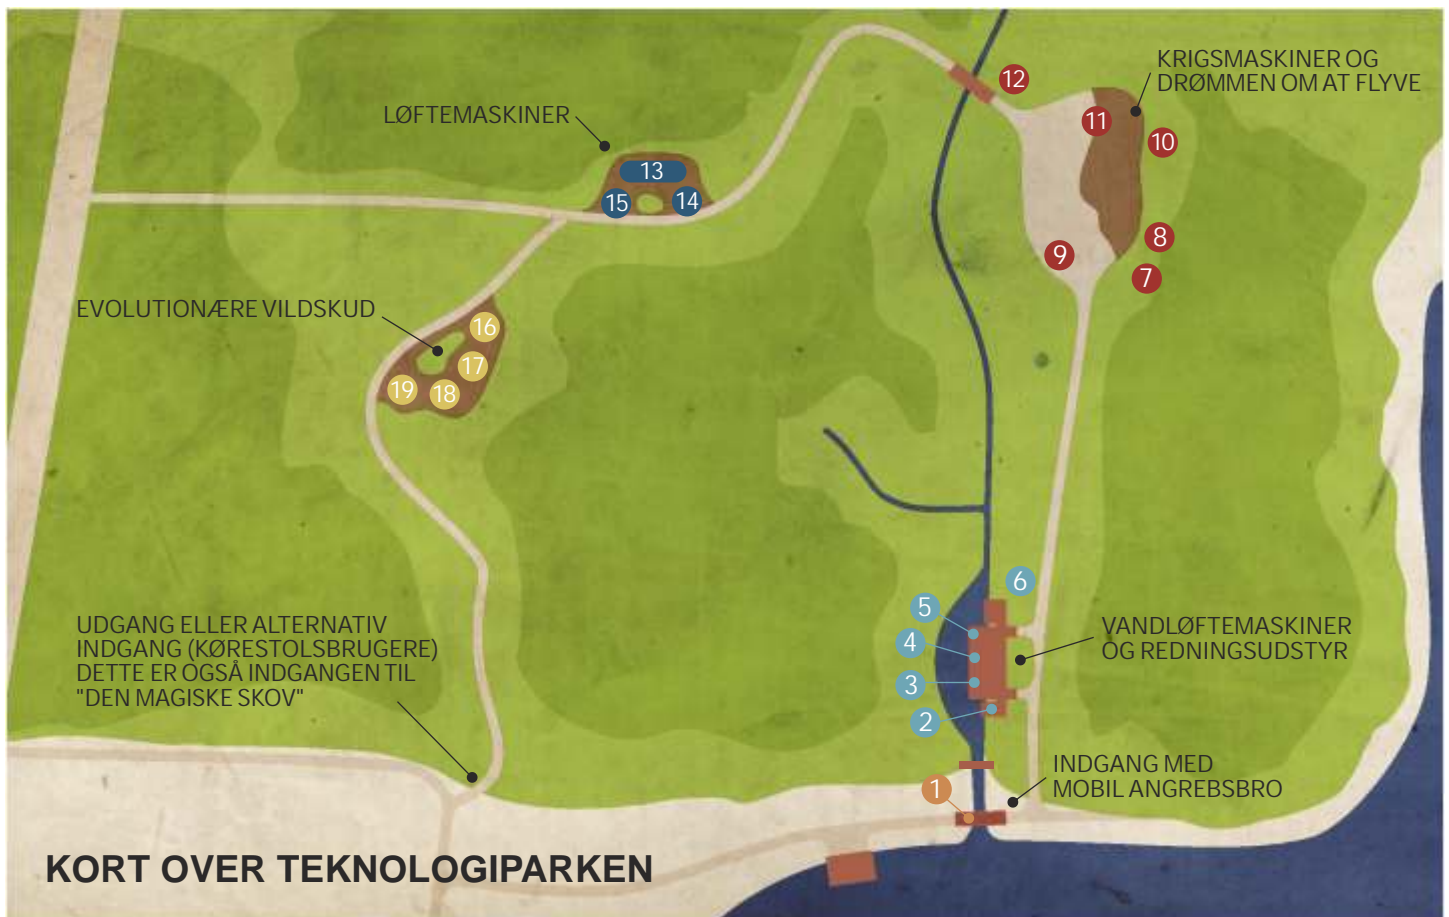 KRIGSMASKINER OG
DRØMMEN OM AT FLYVE
12
11
10
LØFTEMASKINER
13
15
14
8
9
7
EVOLUTIONÆRE VILDSKUD
16
17
19
18
6
5
4
3
2
VANDLØFTEMASKINER
OG REDNINGSUDSTYR
UDGANG ELLER ALTERNATIV
INDGANG (KØRESTOLSBRUGERE)
DETTE ER OGSÅ INDGANGEN TIL
"DEN MAGISKE SKOV"
1
INDGANG MED
MOBIL ANGREBSBRO
KORT OVER TEKNOLOGIPARKEN